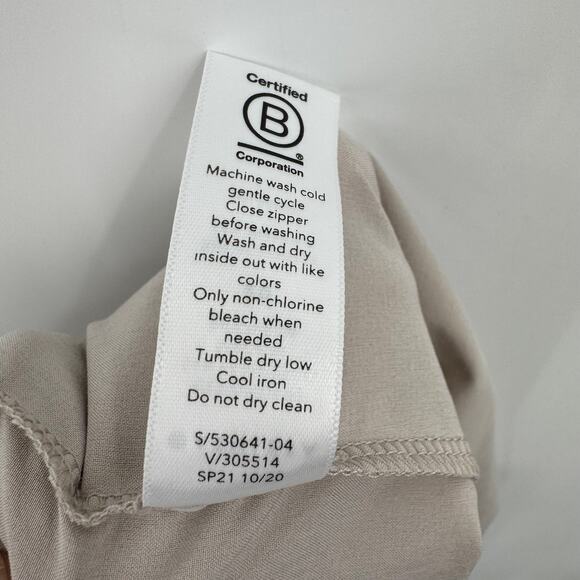 Certified
B
®
Corporation
Machine wash cold
gentle cycle
Close zipper
before washing
Wash and dry
inside out with like
colors
Only non-chlorine
bleach when
needed
Tumble dry low
Cool iron
Do not dry clean
S/530641-04
V/305514
SP21 10/20